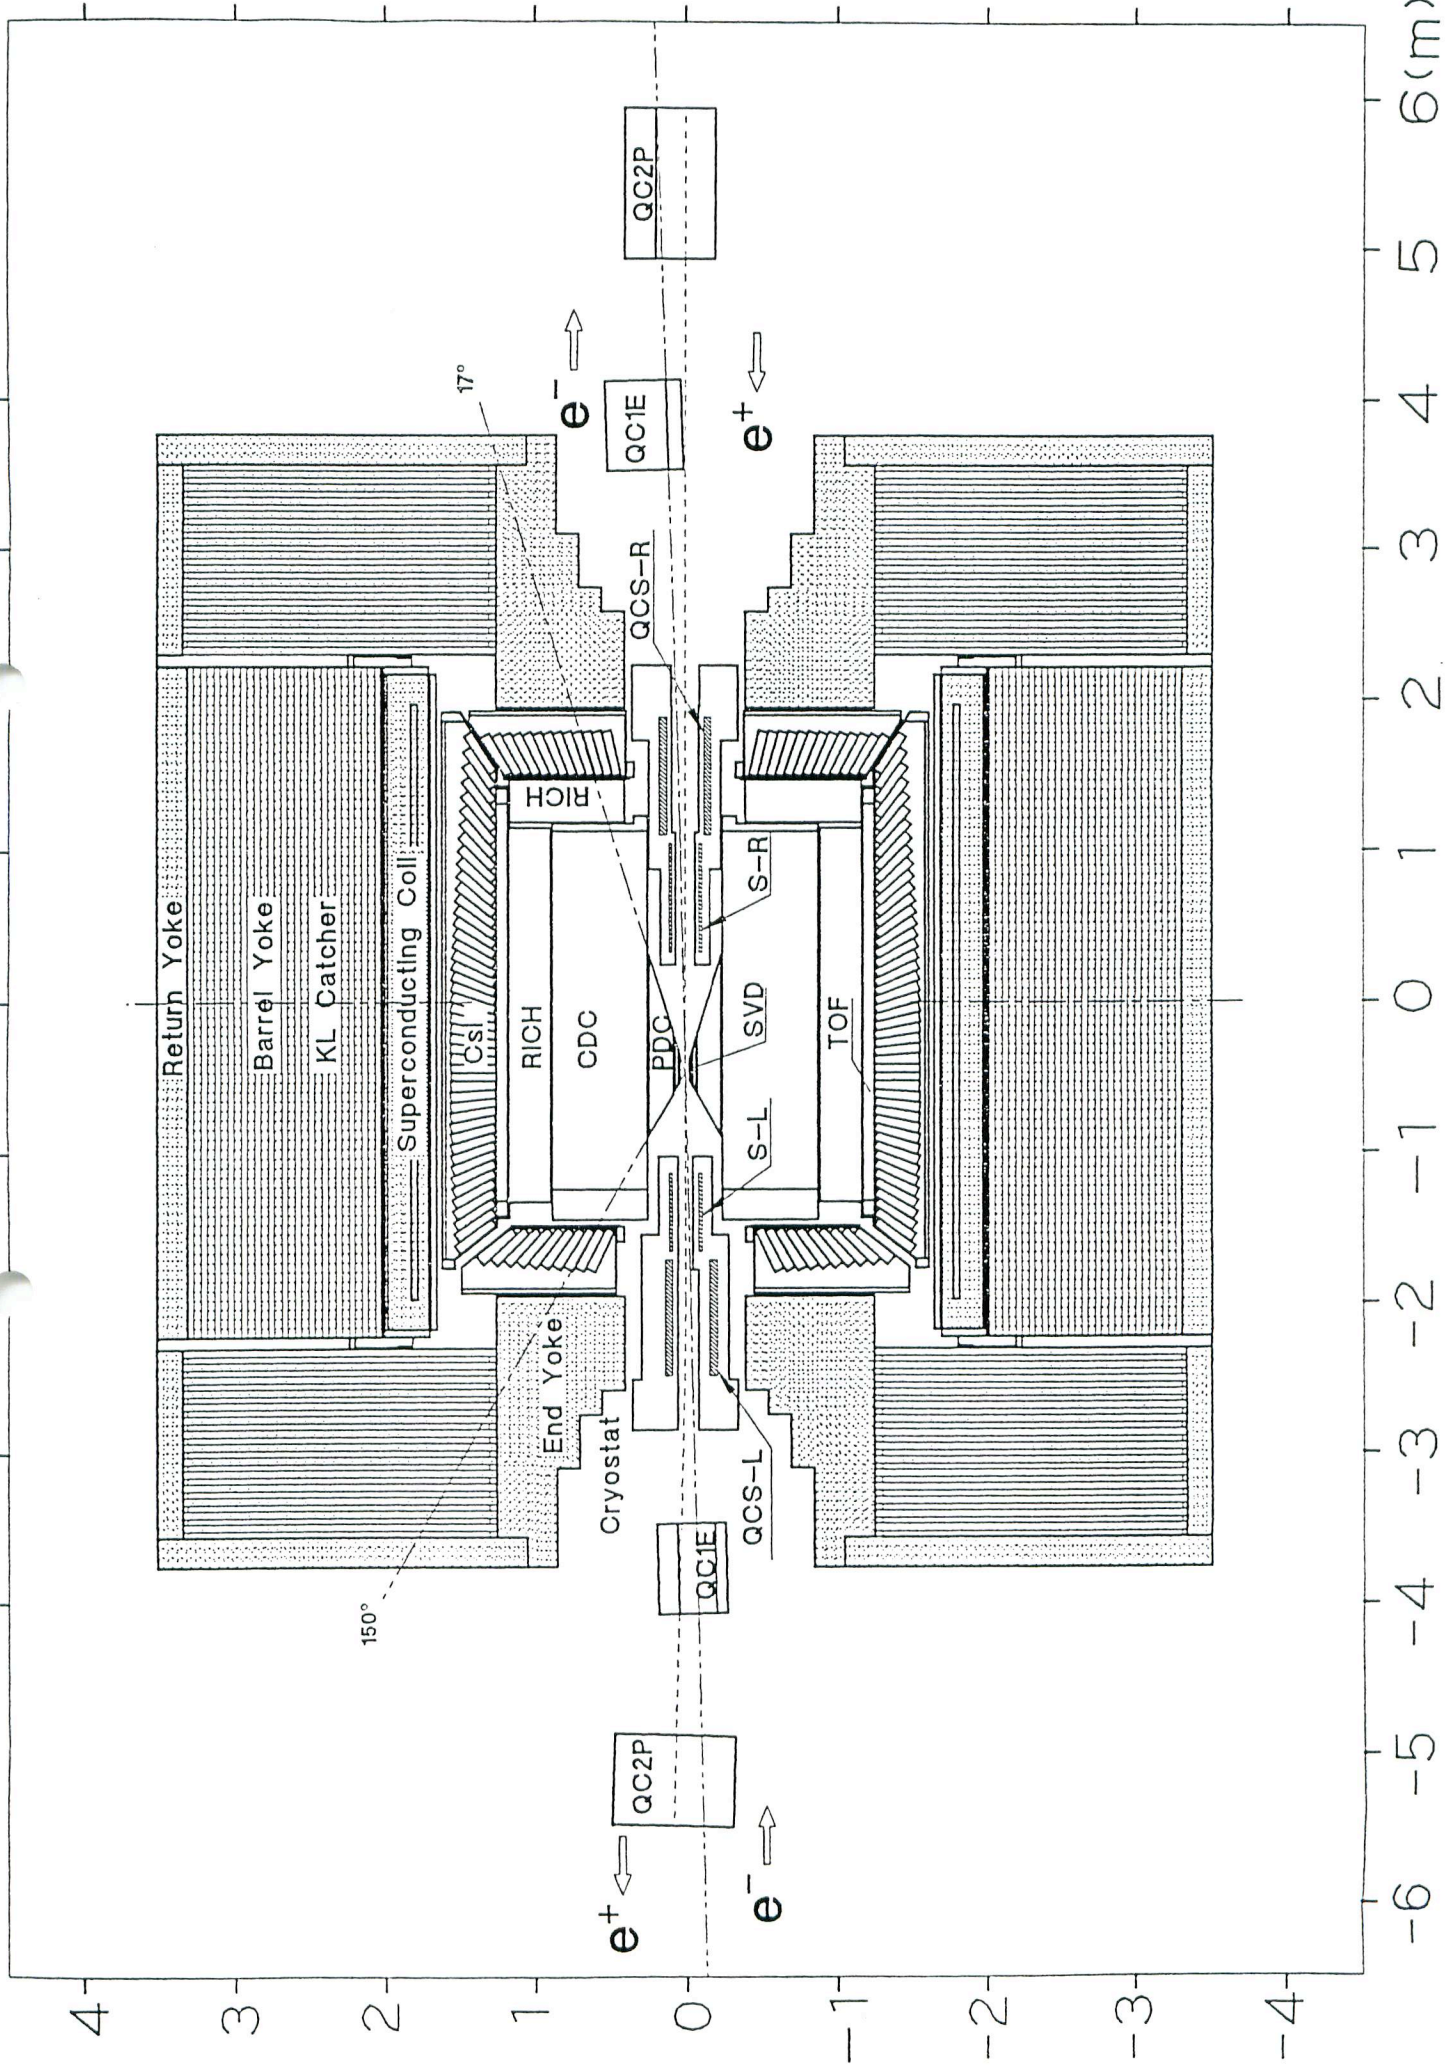 Return Yoke
Barrel Yoke
KL Catcher
Superconducting Coil
CsI
RICH
CDC
PDC
RICH
TOF
SVD
S-L
S-R
QCS-L
QCS-R
End Yoke
Cryostat
17°
150°
QC1E
QC2P
QC1E
QC2P
e⁻
e⁺
e⁺
e⁻
4
3
2
1
0
-1
-2
-3
-4
-6
-5
-4
-3
-2
-1
0
1
2
3
4
5
6(m)